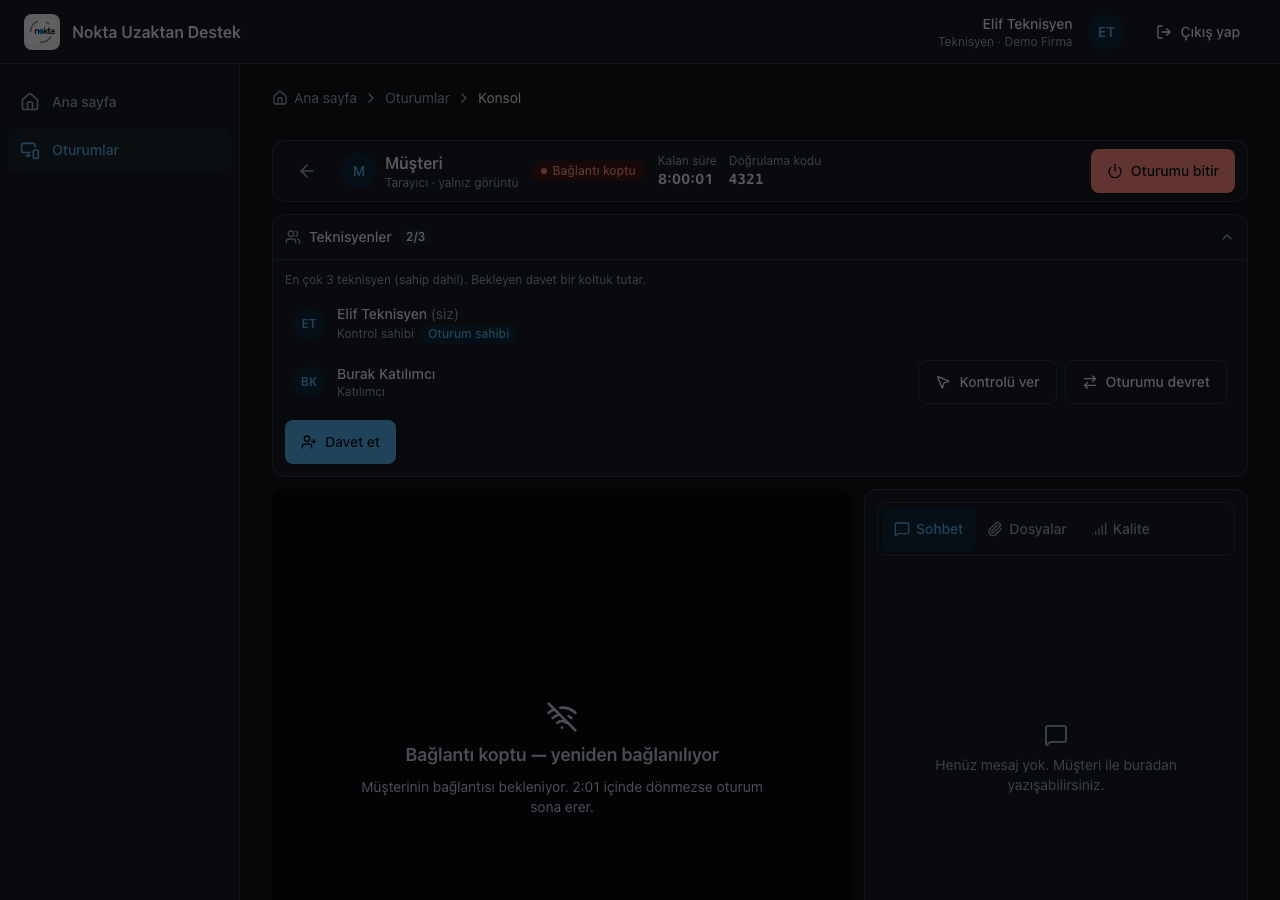 nokta
Nokta Uzaktan Destek
Elif Teknisyen
Teknisyen · Demo Firma
ET
Çıkış yap
Ana sayfa
Oturumlar
Ana sayfa
Oturumlar
Konsol
M
Müşteri
Tarayıcı · yalnız görüntü
Bağlantı koptu
Kalan süre
8:00:01
Doğrulama kodu
4321
Oturumu bitir
Teknisyenler 2/3
En çok 3 teknisyen (sahip dahil). Bekleyen davet bir koltuk tutar.
ET
Elif Teknisyen (siz)
Kontrol sahibi Oturum sahibi
BK
Burak Katılımcı
Katılımcı
Kontrolü ver
Oturumu devret
Davet et
Bağlantı koptu — yeniden bağlanılıyor
Müşterinin bağlantısı bekleniyor. 2:01 içinde dönmezse oturum
sona erer.
Sohbet
Dosyalar
Kalite
Henüz mesaj yok. Müşteri ile buradan
yazışabilirsiniz.